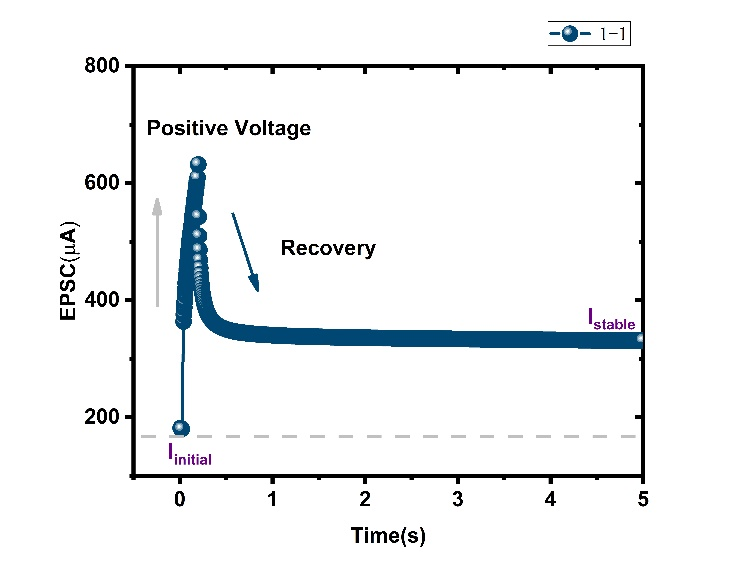 1-1
800
Positive Voltage
600
EPSC(μA)
Recovery
400
Istable
200
Iinitial
0 1 2 3 4 5
Time(s)